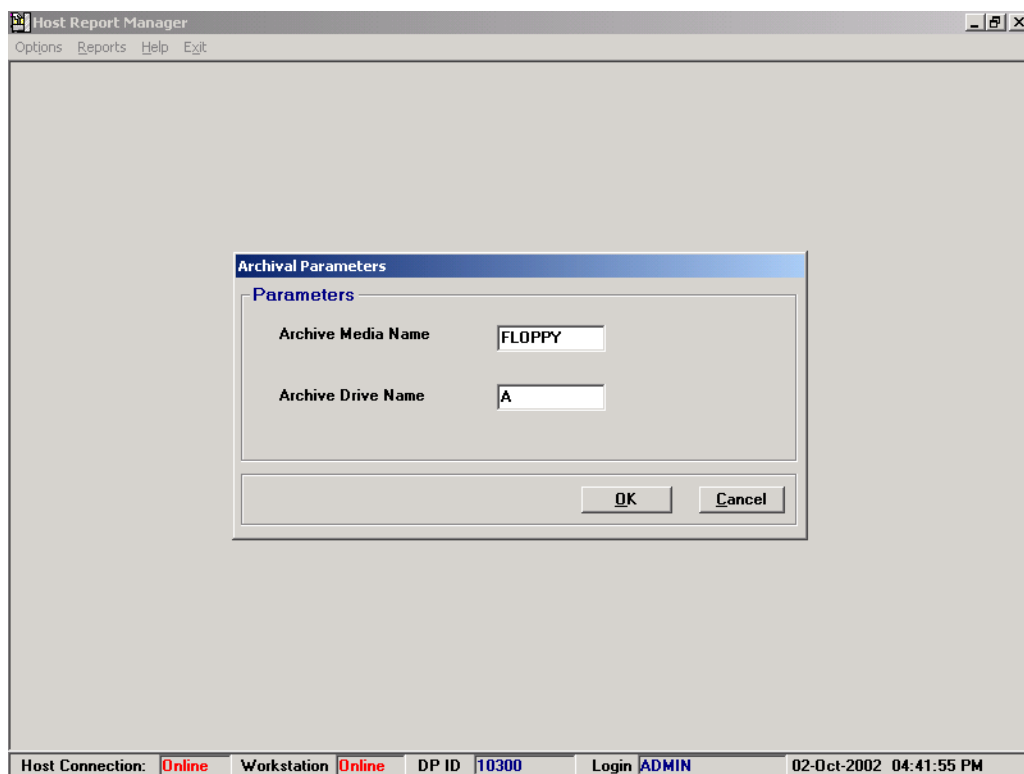 Host Report Manager
Options Reports Help Exit
Archival Parameters
Parameters
Archive Media Name FLOPPY
Archive Drive Name A
OK Cancel
Host Connection: Online Workstation Online DP ID 10300 Login ADMIN 02-Oct-2002 04:41:55 PM